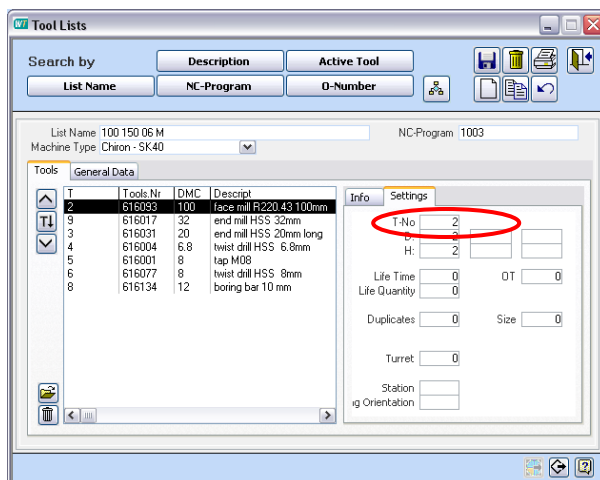 WT Tool Lists
Search by
Description
Active Tool
List Name
NC-Program
O-Number
List Name 100 150 06 M
NC-Program 1003
Machine Type Chiron - SK40
Tools
General Data
T Tools.Nr DMC Descript
2 616093 100 face mill R220.43 100mm
9 616017 32 end mill HSS 32mm
3 616031 20 end mill HSS 20mm long
4 616004 6.8 twist drill HSS 6.8mm
5 616001 8 tap M08
6 616077 8 twist drill HSS 8mm
8 616134 12 boring bar 10 mm
Info
Settings
T-No 2
D: 2
H: 2
Life Time 0 OT 0
Life Quantity 0
Duplicates 0 Size 0
Turret 0
Station
ng Orientation